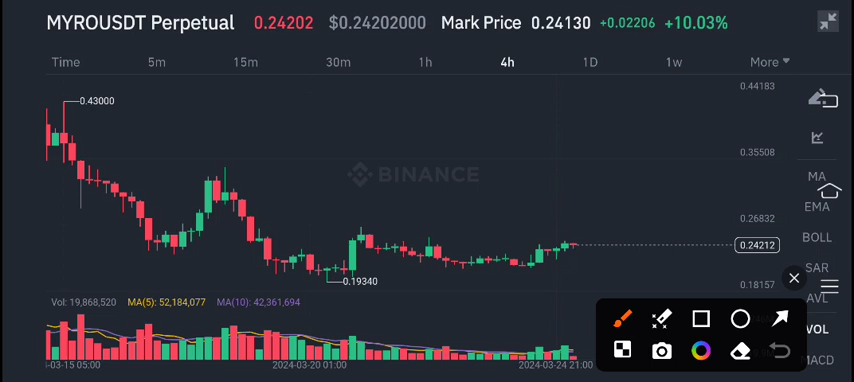 MYROUSDT Perpetual 0.24202 $0.24202000 Mark Price 0.24130 +0.02206 +10.03%
Time 5m 15m 30m 1h 4h 1D 1w More
0.44183
0.43000
0.35508
BINANCE
MA
EMA
0.26832
BOLL
0.24212
SAR
0.19340
0.18157
AVL
Vol: 19,868,520 MA(5): 52,184,077 MA(10): 42,361,694
VOL
MACD
-03-15 05:00 2024-03-20 01:00 2024-03-24 21:00